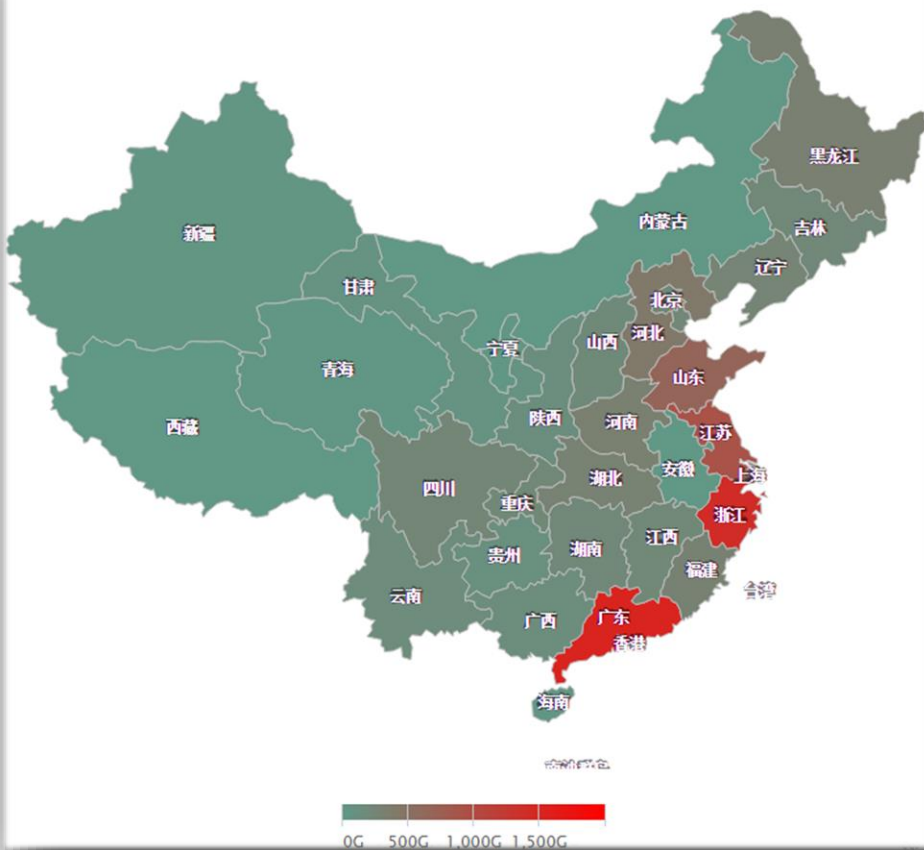 黑龙江
内蒙古
吉林
新疆
辽宁
甘肃
北京
河北
山西
宁夏
青海
山东
陕西
河南
西藏
江苏
安徽
上海
湖北
四川
重庆
浙江
江西
湖南
贵州
福建
台湾
云南
广西
广东
香港
海南
0G 500G 1,000G 1,500G